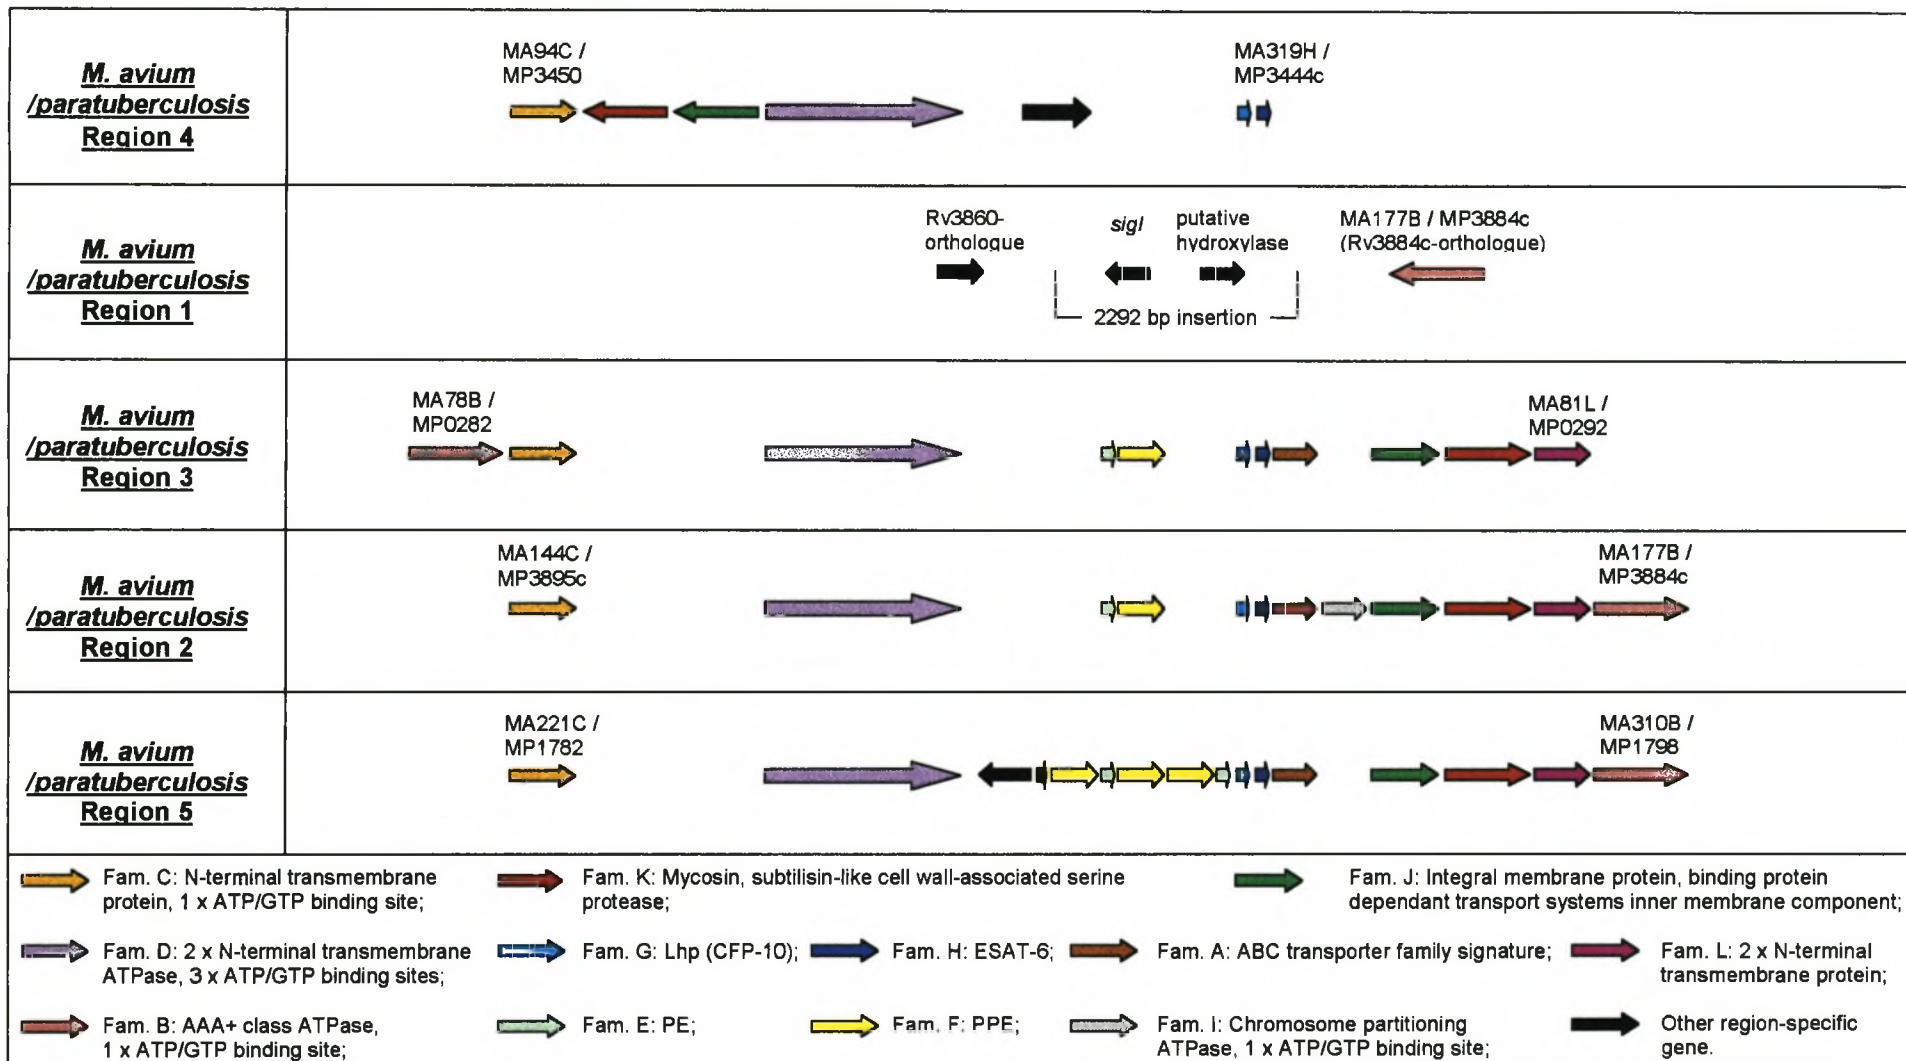 M. avium
/paratuberculosis
Region 4
MA94C /
MP3450
MA319H /
MP3444c
M. avium
/paratuberculosis
Region 1
Rv3860-
orthologue
sigI
putative
hydroxylase
MA177B / MP3884c
(Rv3884c-orthologue)
2292 bp insertion
M. avium
/paratuberculosis
Region 3
MA78B /
MP0282
MA81L /
MP0292
M. avium
/paratuberculosis
Region 2
MA144C /
MP3895c
MA177B /
MP3884c
M. avium
/paratuberculosis
Region 5
MA221C /
MP1782
MA310B /
MP1798
Fam. C: N-terminal transmembrane
protein, 1 x ATP/GTP binding site;
Fam. K: Mycosin, subtilisin-like cell wall-associated serine
protease;
Fam. J: Integral membrane protein, binding protein
dependant transport systems inner membrane component;
Fam. D: 2 x N-terminal transmembrane
ATPase, 3 x ATP/GTP binding sites;
Fam. G: Lhp (CFP-10);
Fam. H: ESAT-6;
Fam. A: ABC transporter family signature;
Fam. L: 2 x N-terminal
transmembrane protein;
Fam. B: AAA+ class ATPase,
1 x ATP/GTP binding site;
Fam. E: PE;
Fam. F: PPE;
Fam. I: Chromosome partitioning
ATPase, 1 x ATP/GTP binding site;
Other region-specific
gene.